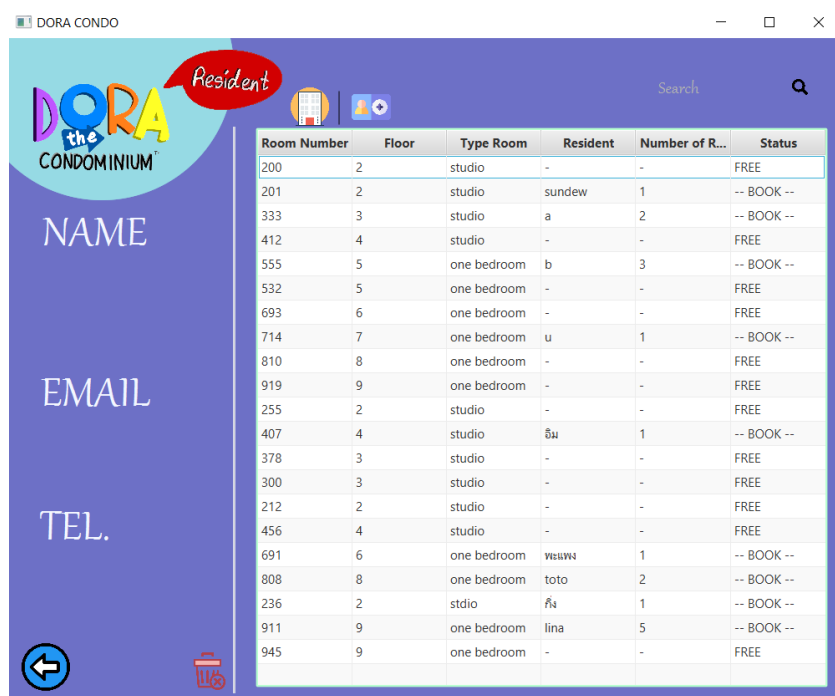 DORA CONDO
Resident
DORA
the
CONDOMINIUM
Search
Room Number Floor Type Room Resident Number of R... Status
200 2 studio - - FREE
201 2 studio sundew 1 -- BOOK --
333 3 studio a 2 -- BOOK --
412 4 studio - - FREE
555 5 one bedroom b 3 -- BOOK --
532 5 one bedroom - - FREE
693 6 one bedroom - - FREE
714 7 one bedroom u 1 -- BOOK --
810 8 one bedroom - - FREE
919 9 one bedroom - - FREE
255 2 studio - - FREE
407 4 studio อิม 1 -- BOOK --
378 3 studio - - FREE
300 3 studio - - FREE
212 2 studio - - FREE
456 4 studio - - FREE
691 6 one bedroom พะแพง 1 -- BOOK --
808 8 one bedroom toto 2 -- BOOK --
236 2 stdio กิ่ง 1 -- BOOK --
911 9 one bedroom lina 5 -- BOOK --
945 9 one bedroom - - FREE
NAME
EMAIL
TEL.